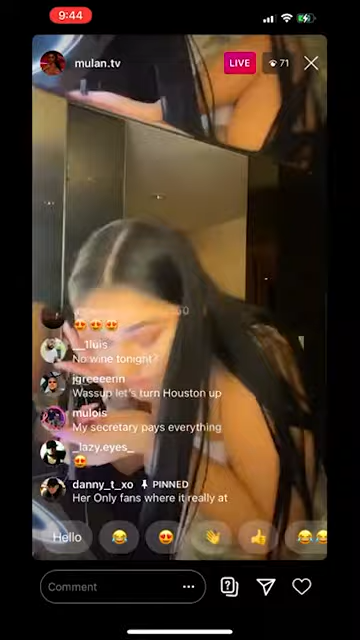 9:44
mulan.tv
LIVE
71
__1luis
No wine tonight?
jgreeenn
Wassup let's turn Houston up
mulois
My secretary pays everything
_lazy.eyes_
danny_t_xo PINNED
Her Only fans where it really at
Hello
Comment